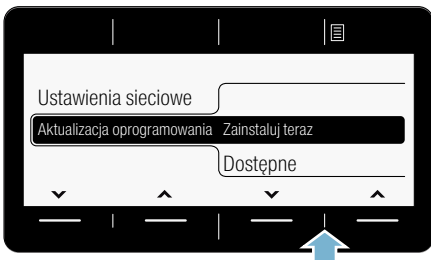 Ustawienia sieciowe
Aktualizacja oprogramowania Zainstaluj teraz
Dostępne